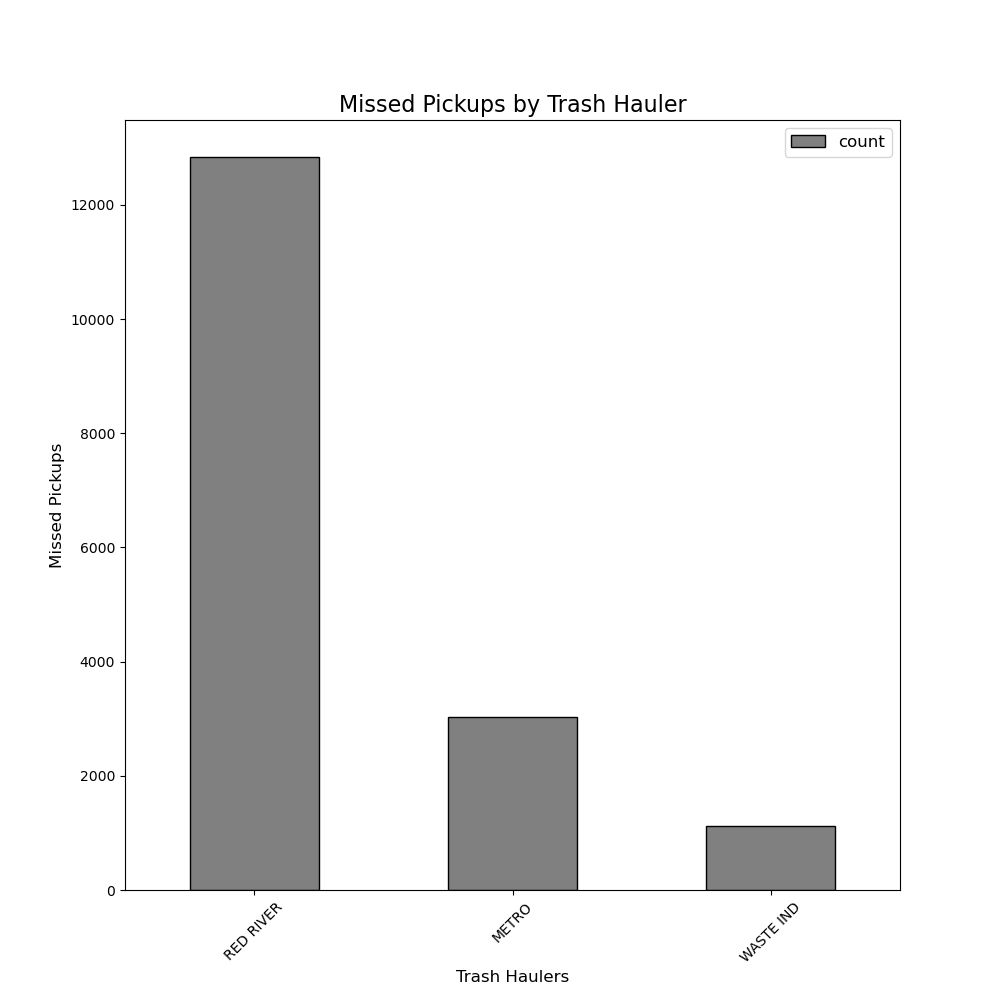 Missed Pickups by Trash Hauler
count
12000
10000
8000
6000
4000
2000
0
Missed Pickups
RED RIVER
METRO
WASTE IND
Trash Haulers